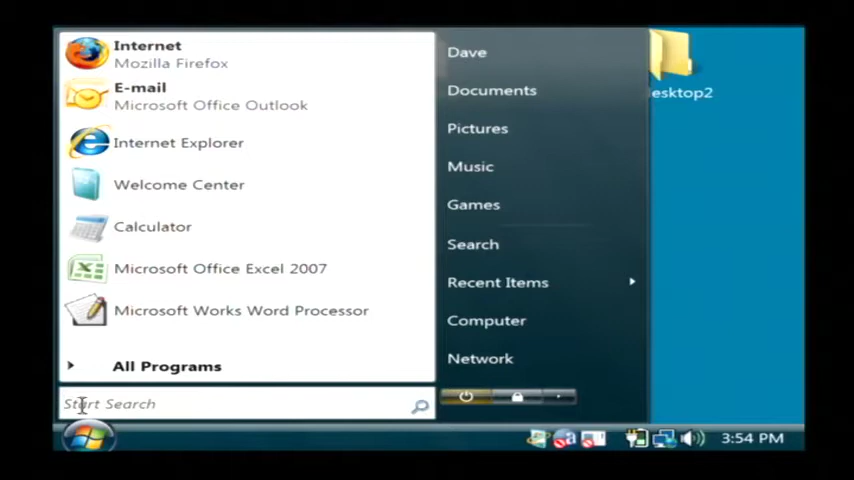 Internet
Mozilla Firefox
E-mail
Microsoft Office Outlook
Internet Explorer
Welcome Center
Calculator
Microsoft Office Excel 2007
Microsoft Works Word Processor
All Programs
Start Search
Dave
Documents
Pictures
Music
Games
Search
Recent Items
Computer
Network
esktop2
3:54 PM